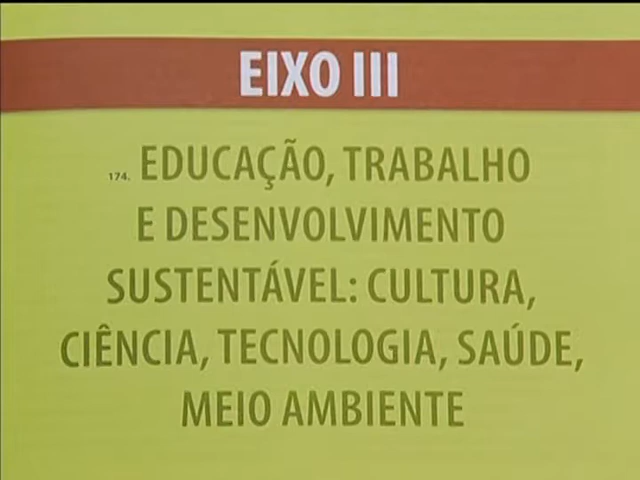 EIXO III
174. EDUCAÇÃO, TRABALHO
E DESENVOLVIMENTO
SUSTENTÁVEL: CULTURA,
CIÊNCIA, TECNOLOGIA, SAÚDE,
MEIO AMBIENTE